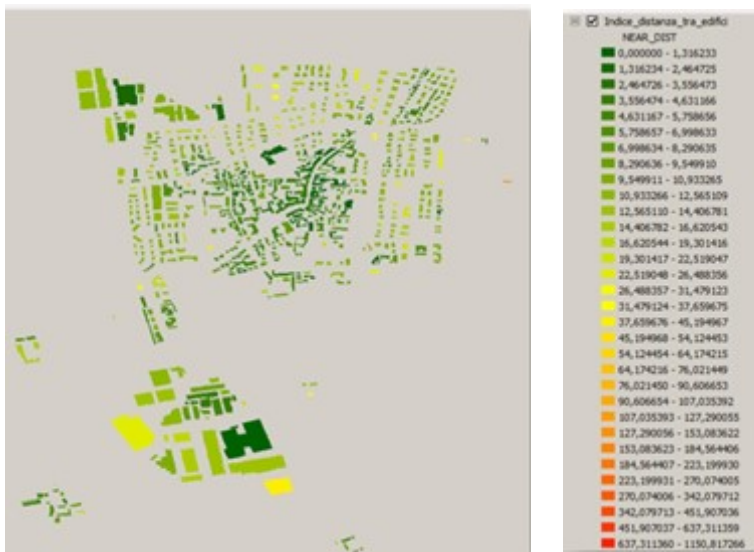 Indice_distanza_tra_edifici
NEAR_DIST
0,000000 - 1,316233
1,316234 - 2,464725
2,464726 - 3,556473
3,556474 - 4,631166
4,631167 - 5,758656
5,758657 - 6,998633
6,998634 - 8,290635
8,290636 - 9,549910
9,549911 - 10,933265
10,933266 - 12,565109
12,565110 - 14,406781
14,406782 - 16,620543
16,620544 - 19,301416
19,301417 - 22,519047
22,519048 - 26,488356
26,488357 - 31,479123
31,479124 - 37,659675
37,659676 - 45,194967
45,194968 - 54,124453
54,124454 - 64,174215
64,174216 - 76,021449
76,021450 - 90,606653
90,606654 - 107,035392
107,035393 - 127,290055
127,290056 - 153,083622
153,083623 - 184,564406
184,564407 - 223,199930
223,199931 - 270,074005
270,074006 - 342,079712
342,079713 - 451,907036
451,907037 - 637,311359
637,311360 - 1150,817266